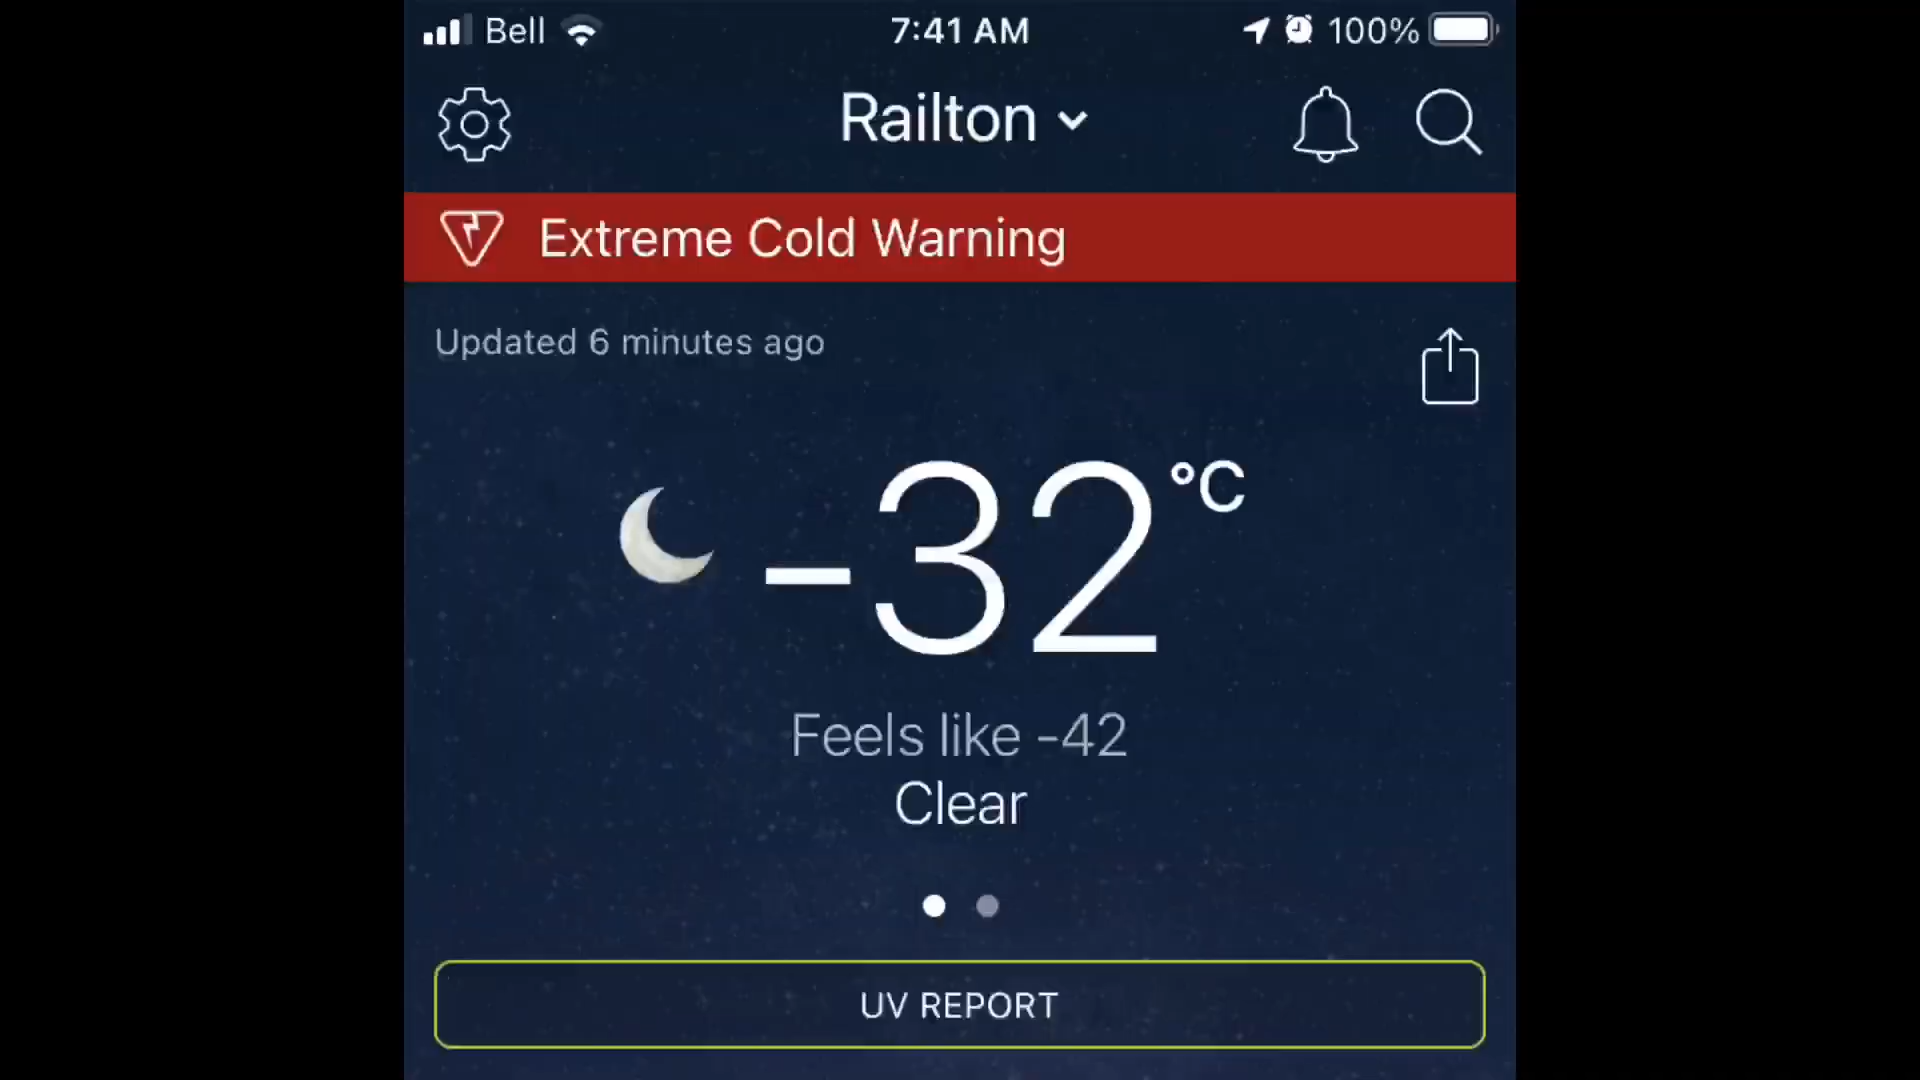 Bell 7:41 AM 100%
Railton
Extreme Cold Warning
Updated 6 minutes ago
-32 °C
Feels like -42
Clear
UV REPORT